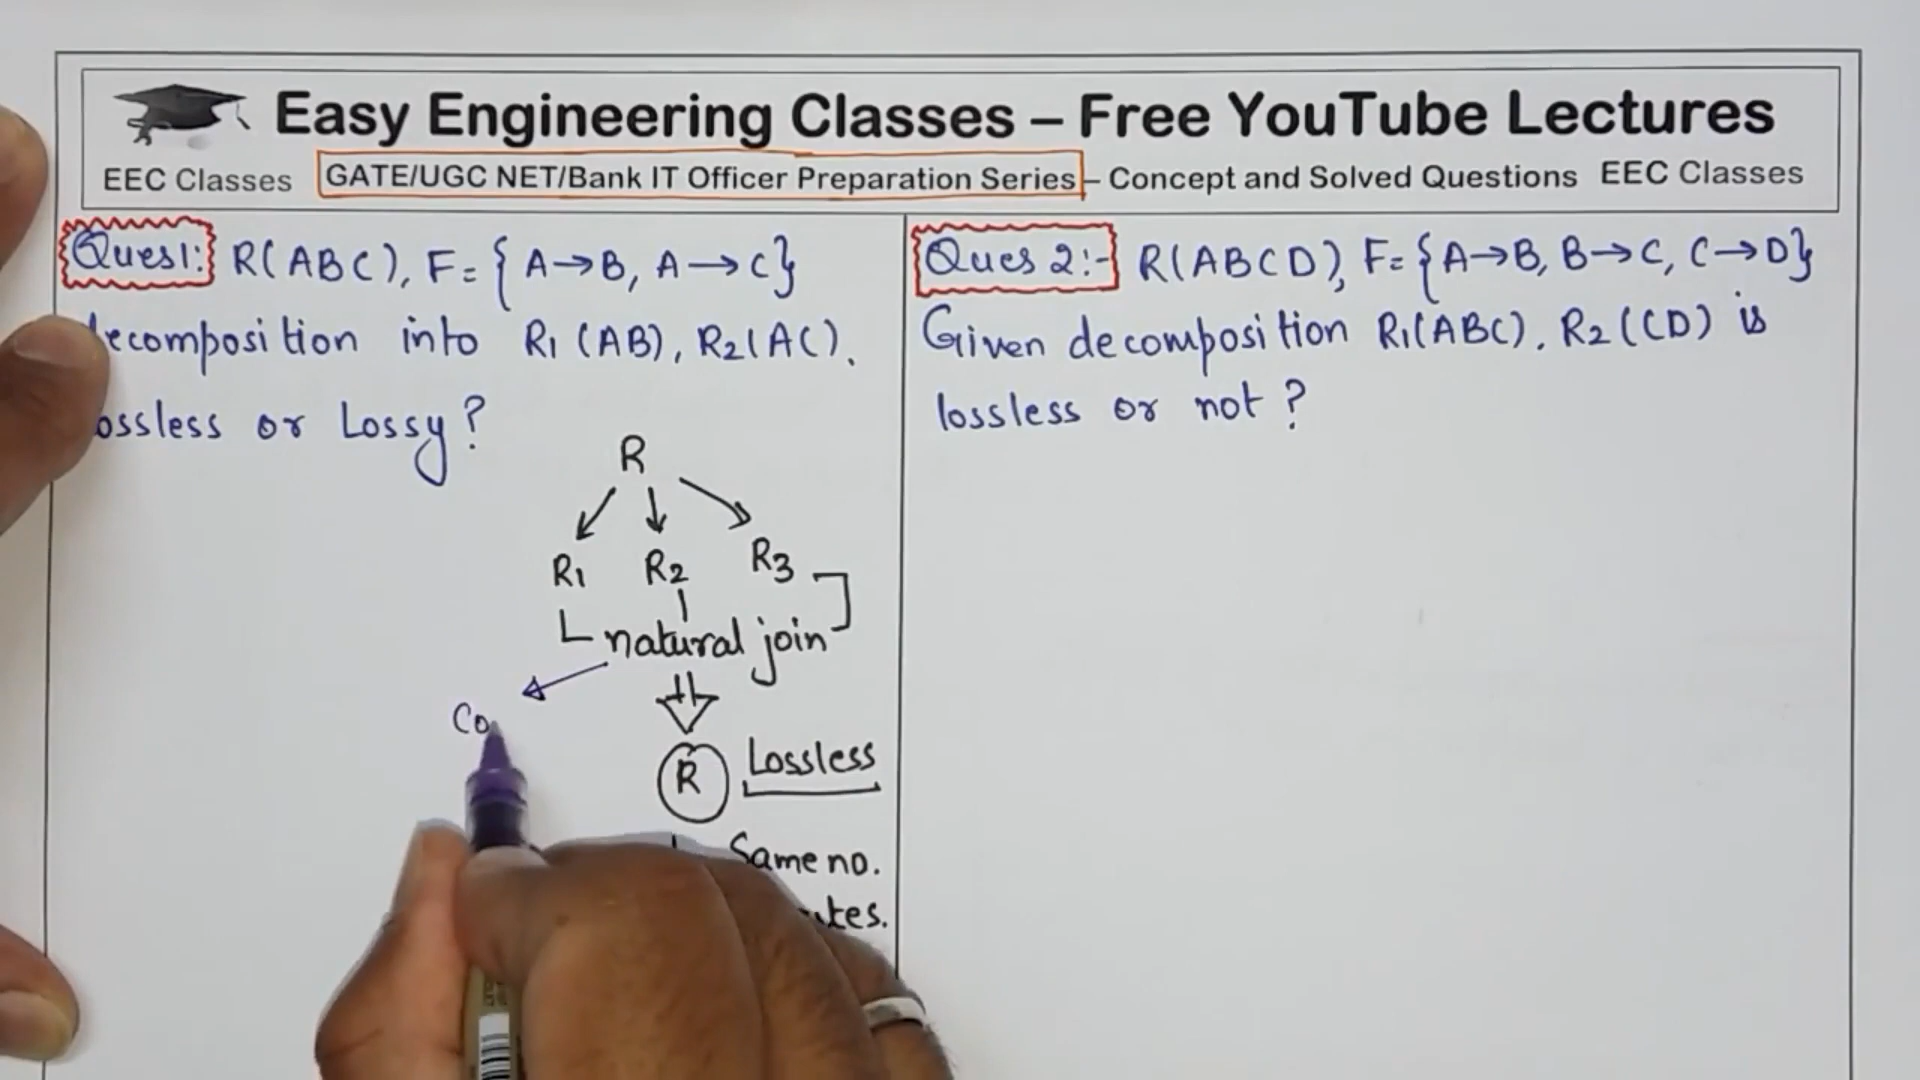 Easy Engineering Classes – Free YouTube Lectures
EEC Classes GATE/UGC NET/Bank IT Officer Preparation Series – Concept and Solved Questions EEC Classes
Ques1: R(ABC), F= { A→B, A→C}
decomposition into R1 (AB), R2(AC).
ossless or Lossy?
R
R1 R2 R3
natural join
Co
R Lossless
Same no.
tes.
Ques 2:- R(ABCD), F= {A→B, B→C, C→D}
Given decomposition R1(ABC), R2(CD) is
lossless or not?